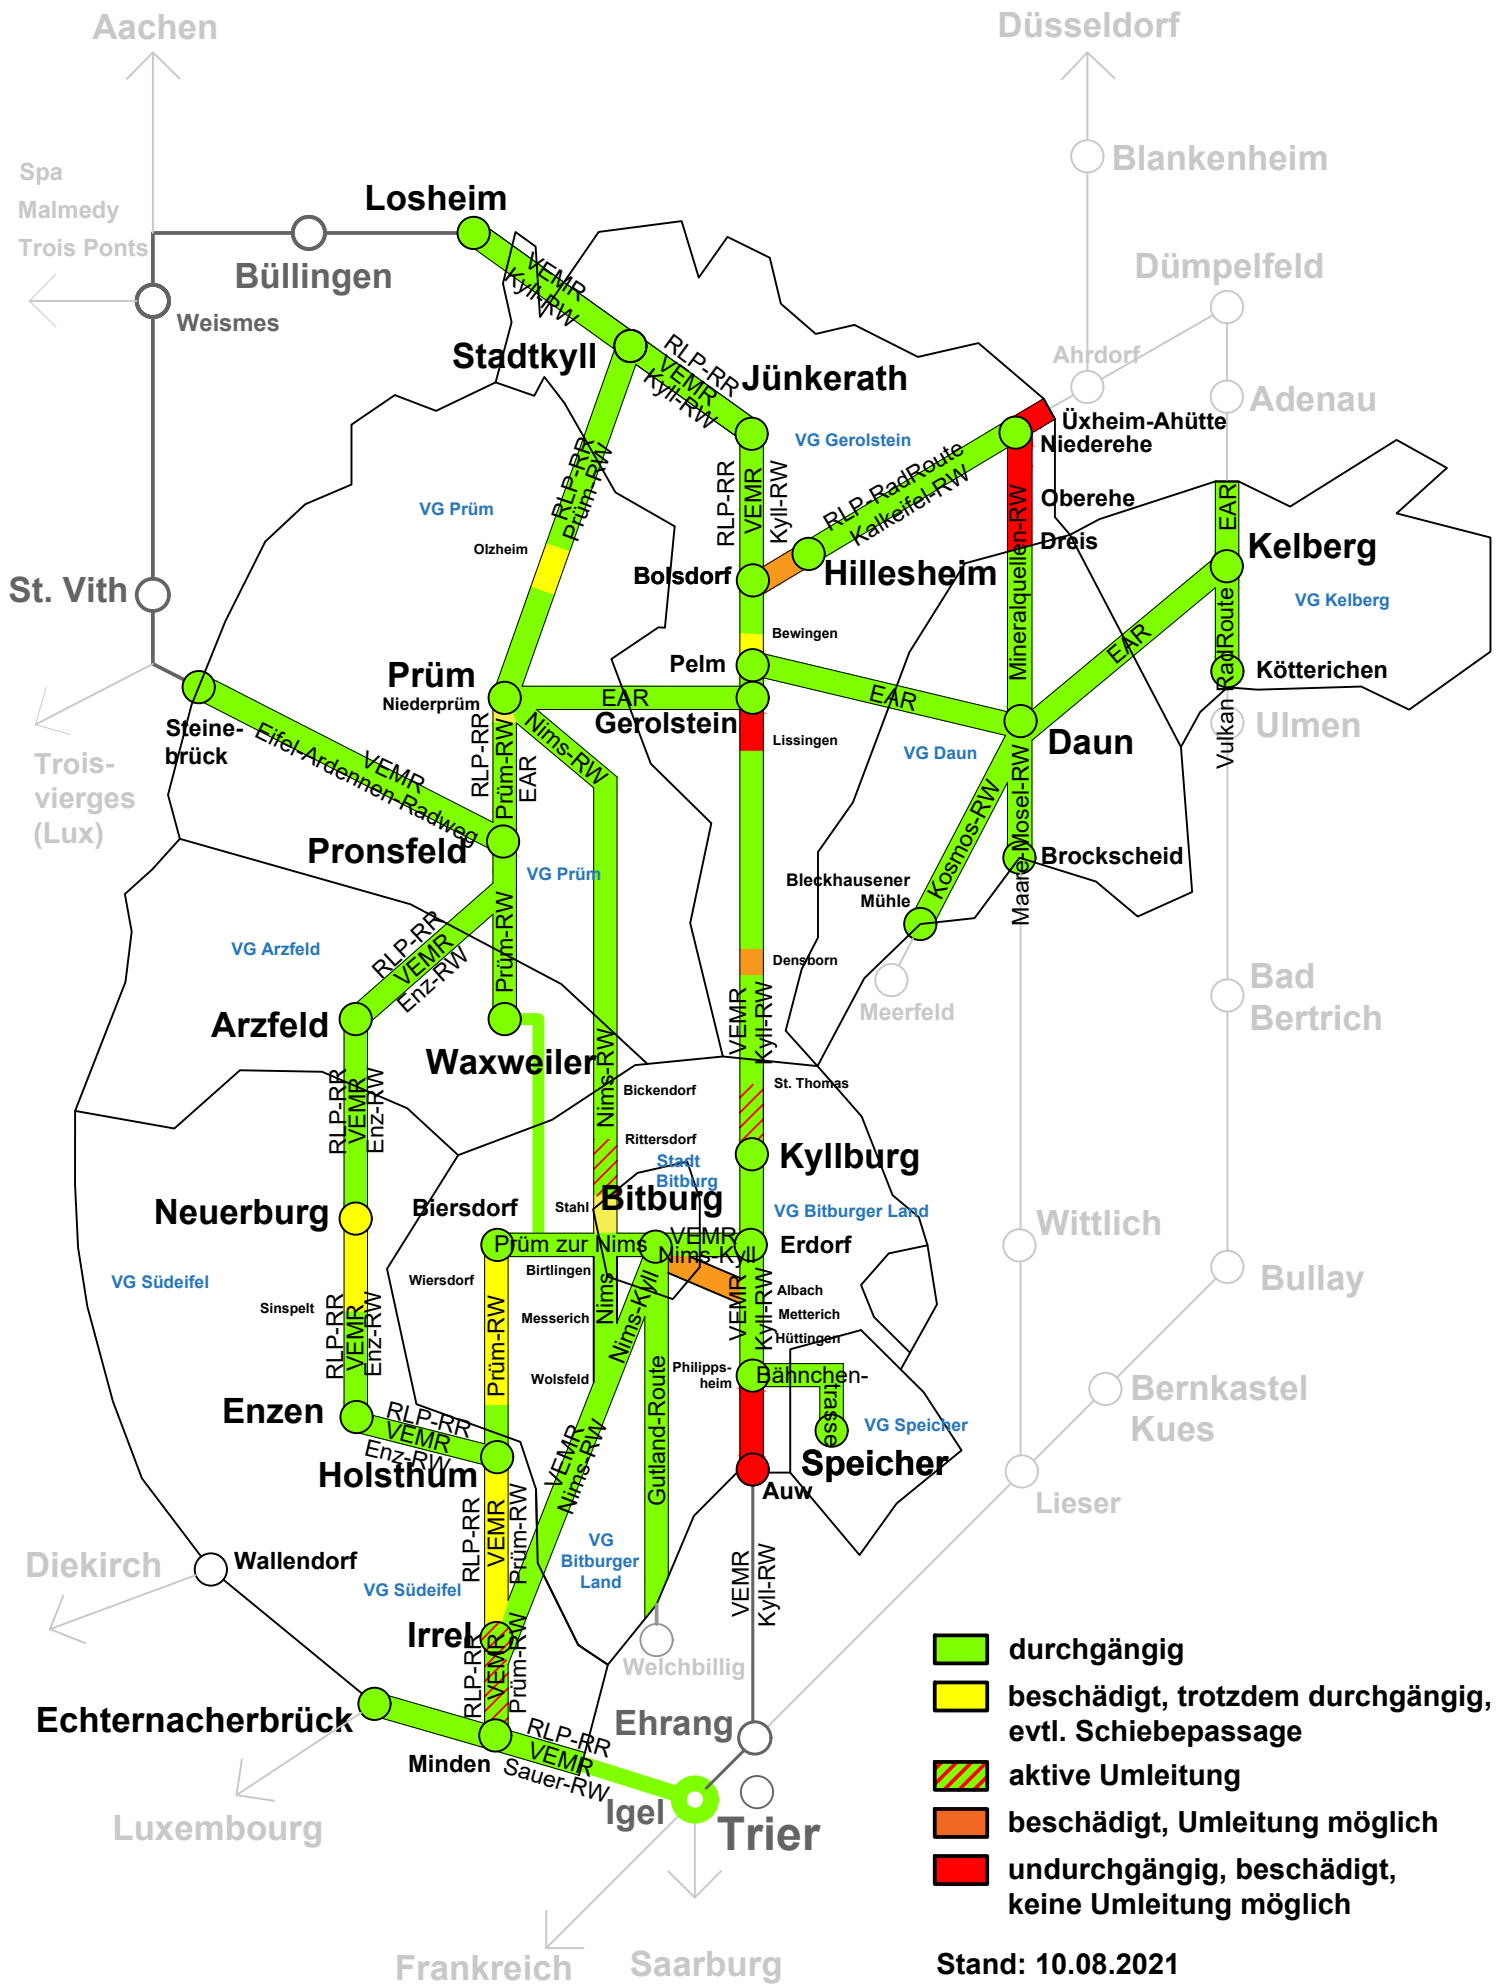 Aachen
Düsseldorf
Blankenheim
Spa
Malmedy
Trois Ponts
Losheim
Büllingen
Weismes
Dümpelfeld
Ahrdorf
Adenau
VEMR
Kyll-RW
Stadtkyll
RLP-RR
VEMR
Kyll-RW
Jünkerath
VG Gerolstein
Üxheim-Ahütte
Niederehe
RLP-RR
Prüm-RW
RLP-RR
VEMR
Kyll-RW
RLP-RadRoute
Kalkeifel-RW
Oberehe
Mineralquellen-RW
Dreis
EAR
Kelberg
VG Kelberg
VG Prüm
Olzheim
Bolsdorf
Hillesheim
St. Vith
Bewingen
Pelm
EAR
EAR
Vulkan-RadRoute
Kötterichen
Ulmen
Prüm
Niederprüm
EAR
Gerolstein
Lissingen
VG Daun
Daun
Steine-
brück
VEMR
Eifel-Ardennen-Radweg
RLP-RR
Prüm-RW
EAR
Nims-RW
Trois-
vierges
(Lux)
Pronsfeld
VG Prüm
Kosmos-RW
Maare-Mosel-RW
Brockscheid
Bleckhausener
Mühle
Meerfeld
VG Arzfeld
RLP-RR
VEMR
Enz-RW
Prüm-RW
Densborn
Bad
Bertrich
Arzfeld
Waxweiler
Nims-RW
VEMR
Kyll-RW
St. Thomas
RLP-RR
VEMR
Enz-RW
Bickendorf
Rittersdorf
Kyllburg
Stadt
Bitburg
Neuerburg
Biersdorf
Stahl
Bitburg
VG Bitburger Land
Wittlich
Prüm zur Nims
VEMR
Nims-Kyll
Erdorf
VG Südeifel
Wiersdorf
Birtlingen
Albach
Bullay
Sinspelt
Messerich
Nims
Nims-Kyll
VEMR
Kyll-RW
Metterich
Hüttingen
RLP-RR
VEMR
Enz-RW
Prüm-RW
Wolsfeld
Philipps-
heim
Bähnchen-
trasse
Bernkastel
Kues
Enzen
RLP-RR
VEMR
Enz-RW
Gutland-Route
VG Speicher
Holsthum
VEMR
Nims-RW
Speicher
Auw
Lieser
RLP-RR
VEMR
Prüm-RW
VG
Bitburger
Land
VEMR
Kyll-RW
Diekirch
Wallendorf
VG Südeifel
Irrel
RLP-RR
VEMR
Prüm-RW
Welchbillig
Echternacherbrück
Minden
RLP-RR
VEMR
Sauer-RW
Ehrang
Igel
Trier
Luxembourg
Frankreich
Saarburg
durchgängig
beschädigt, trotzdem durchgängig,
evtl. Schiebepassage
aktive Umleitung
beschädigt, Umleitung möglich
undurchgängig, beschädigt,
keine Umleitung möglich
Stand: 10.08.2021